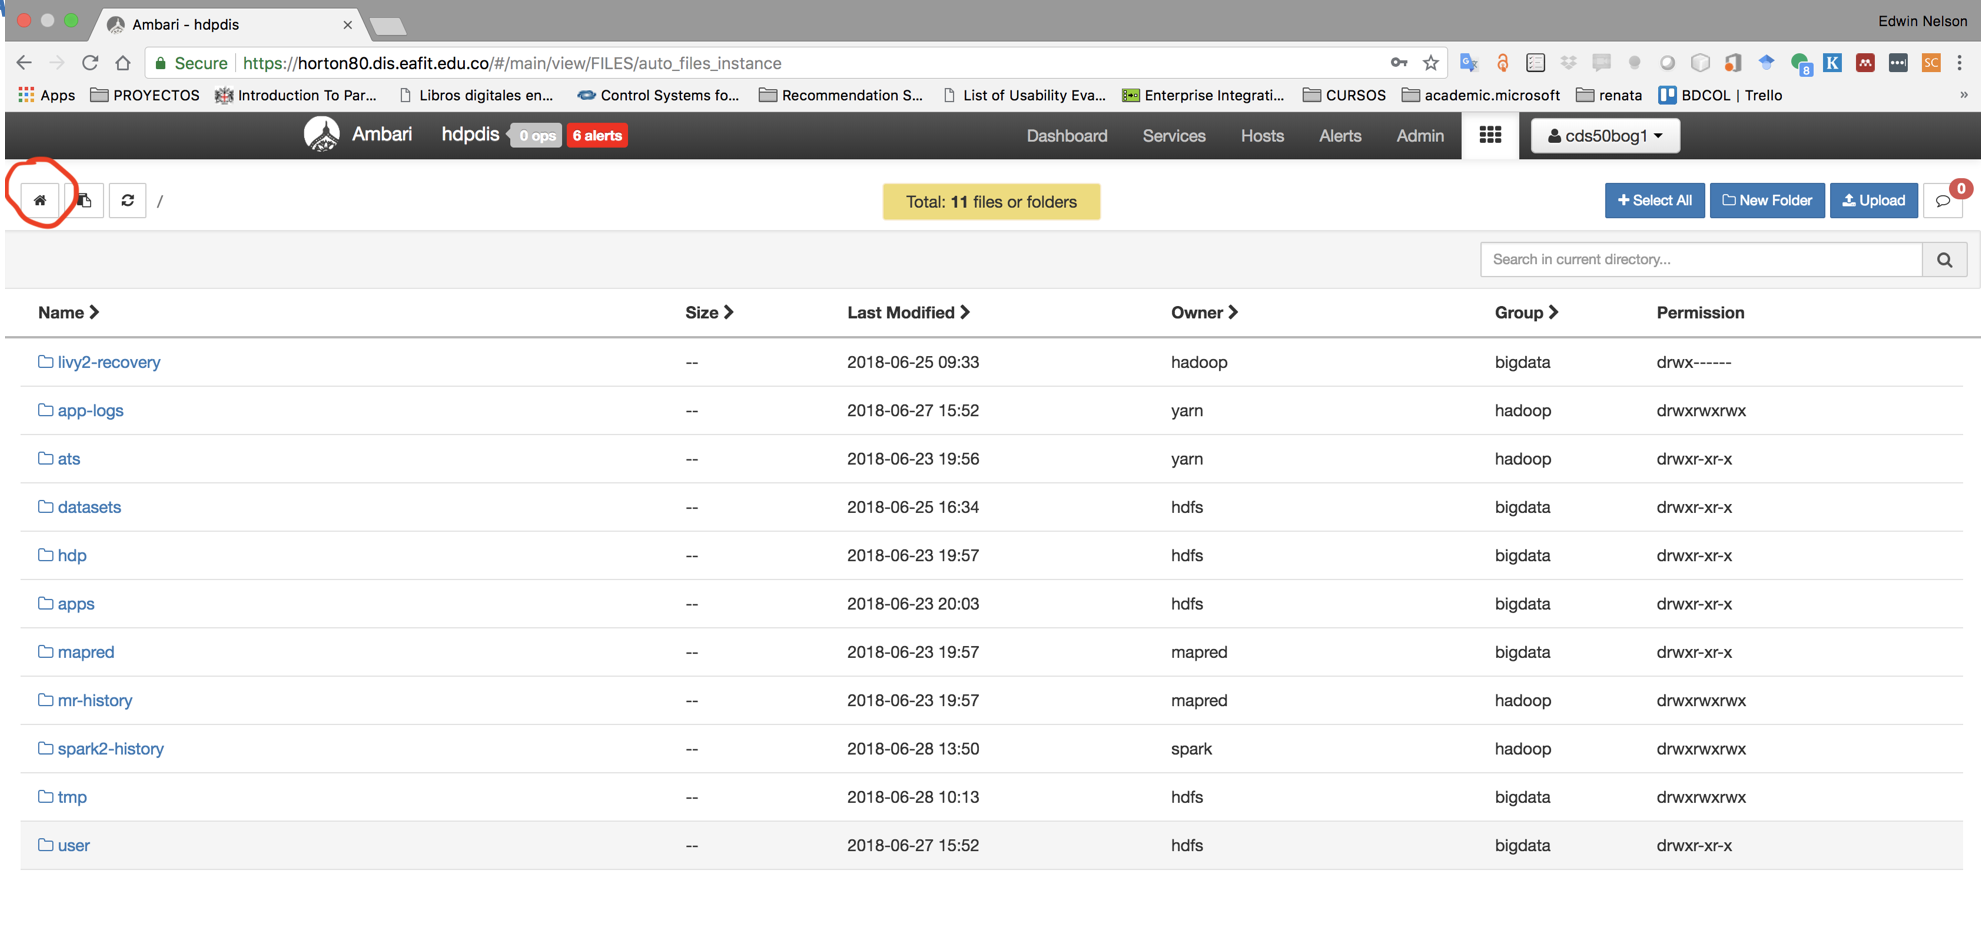 Ambari - hdpdis
Edwin Nelson
Secure https://horton80.dis.eafit.edu.co/#/main/view/FILES/auto_files_instance
8 K SC
Apps PROYECTOS Introduction To Par... Libros digitales en... Control Systems fo... Recommendation S... List of Usability Eva... Enterprise Integrati... CURSOS academic.microsoft renata BDCOL | Trello »
Ambari hdpdis 0 ops 6 alerts Dashboard Services Hosts Alerts Admin cds50bog1
/ Total: 11 files or folders Select All New Folder Upload 0
Search in current directory...
Name Size Last Modified Owner Group Permission
livy2-recovery -- 2018-06-25 09:33 hadoop bigdata drwx------
app-logs -- 2018-06-27 15:52 yarn hadoop drwxrwxrwx
ats -- 2018-06-23 19:56 yarn hadoop drwxr-xr-x
datasets -- 2018-06-25 16:34 hdfs bigdata drwxr-xr-x
hdp -- 2018-06-23 19:57 hdfs bigdata drwxr-xr-x
apps -- 2018-06-23 20:03 hdfs bigdata drwxr-xr-x
mapred -- 2018-06-23 19:57 mapred bigdata drwxr-xr-x
mr-history -- 2018-06-23 19:57 mapred hadoop drwxrwxrwx
spark2-history -- 2018-06-28 13:50 spark hadoop drwxrwxrwx
tmp -- 2018-06-28 10:13 hdfs bigdata drwxrwxrwx
user -- 2018-06-27 15:52 hdfs bigdata drwxr-xr-x